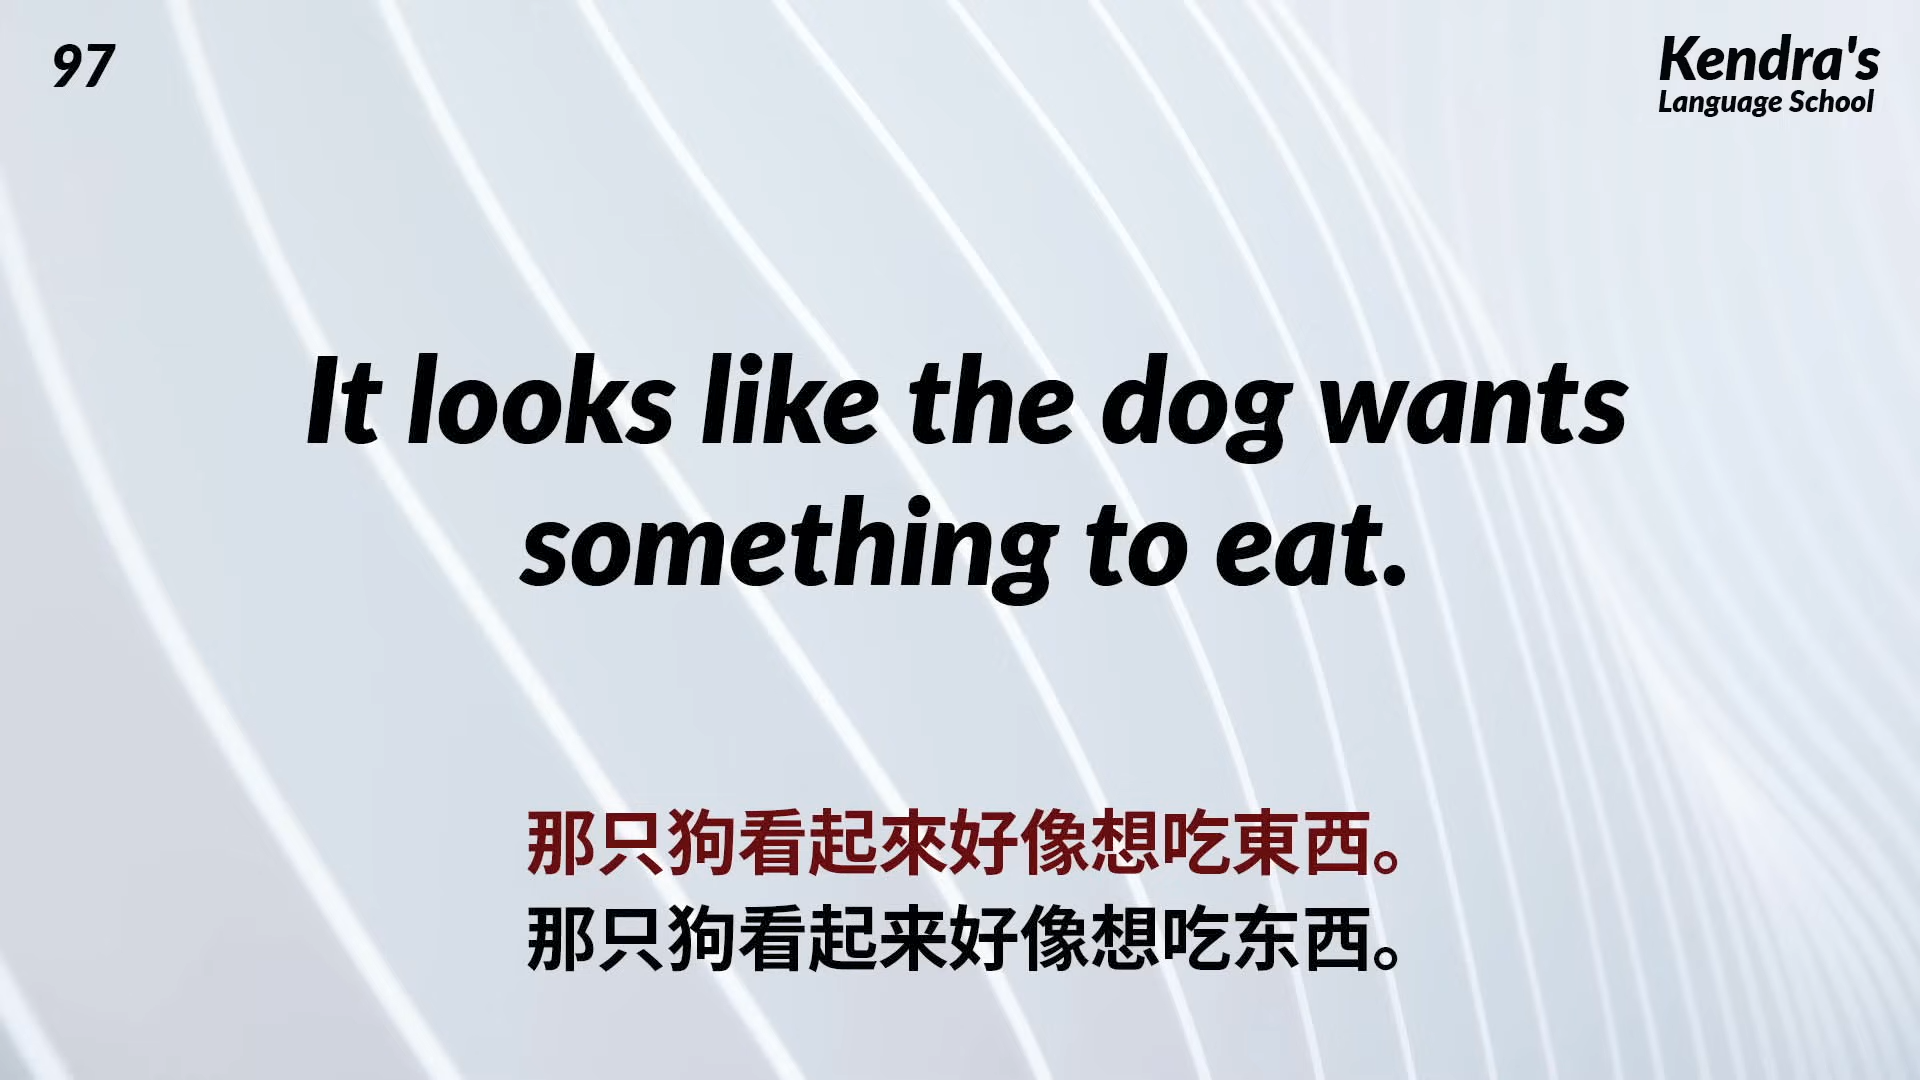 97
Kendra's
Language School
It looks like the dog wants
something to eat.
那只狗看起來好像想吃東西。
那只狗看起来好像想吃东西。